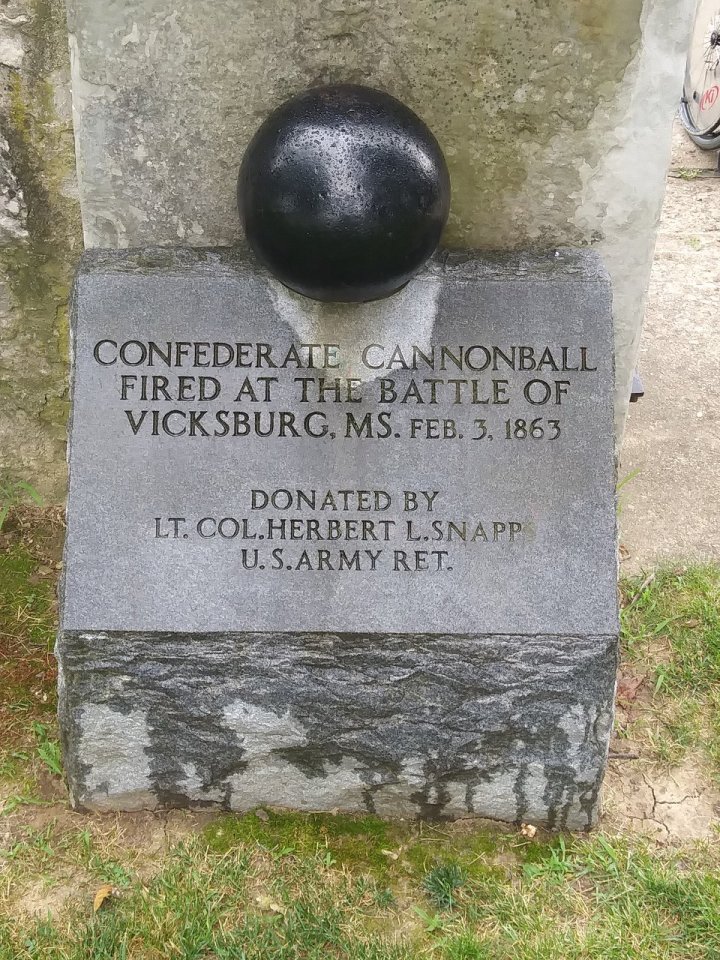 CONFEDERATE CANNONBALL
FIRED AT THE BATTLE OF
VICKSBURG, MS. FEB. 3, 1863
DONATED BY
LT. COL. HERBERT L. SNAPPS
U.S. ARMY RET.